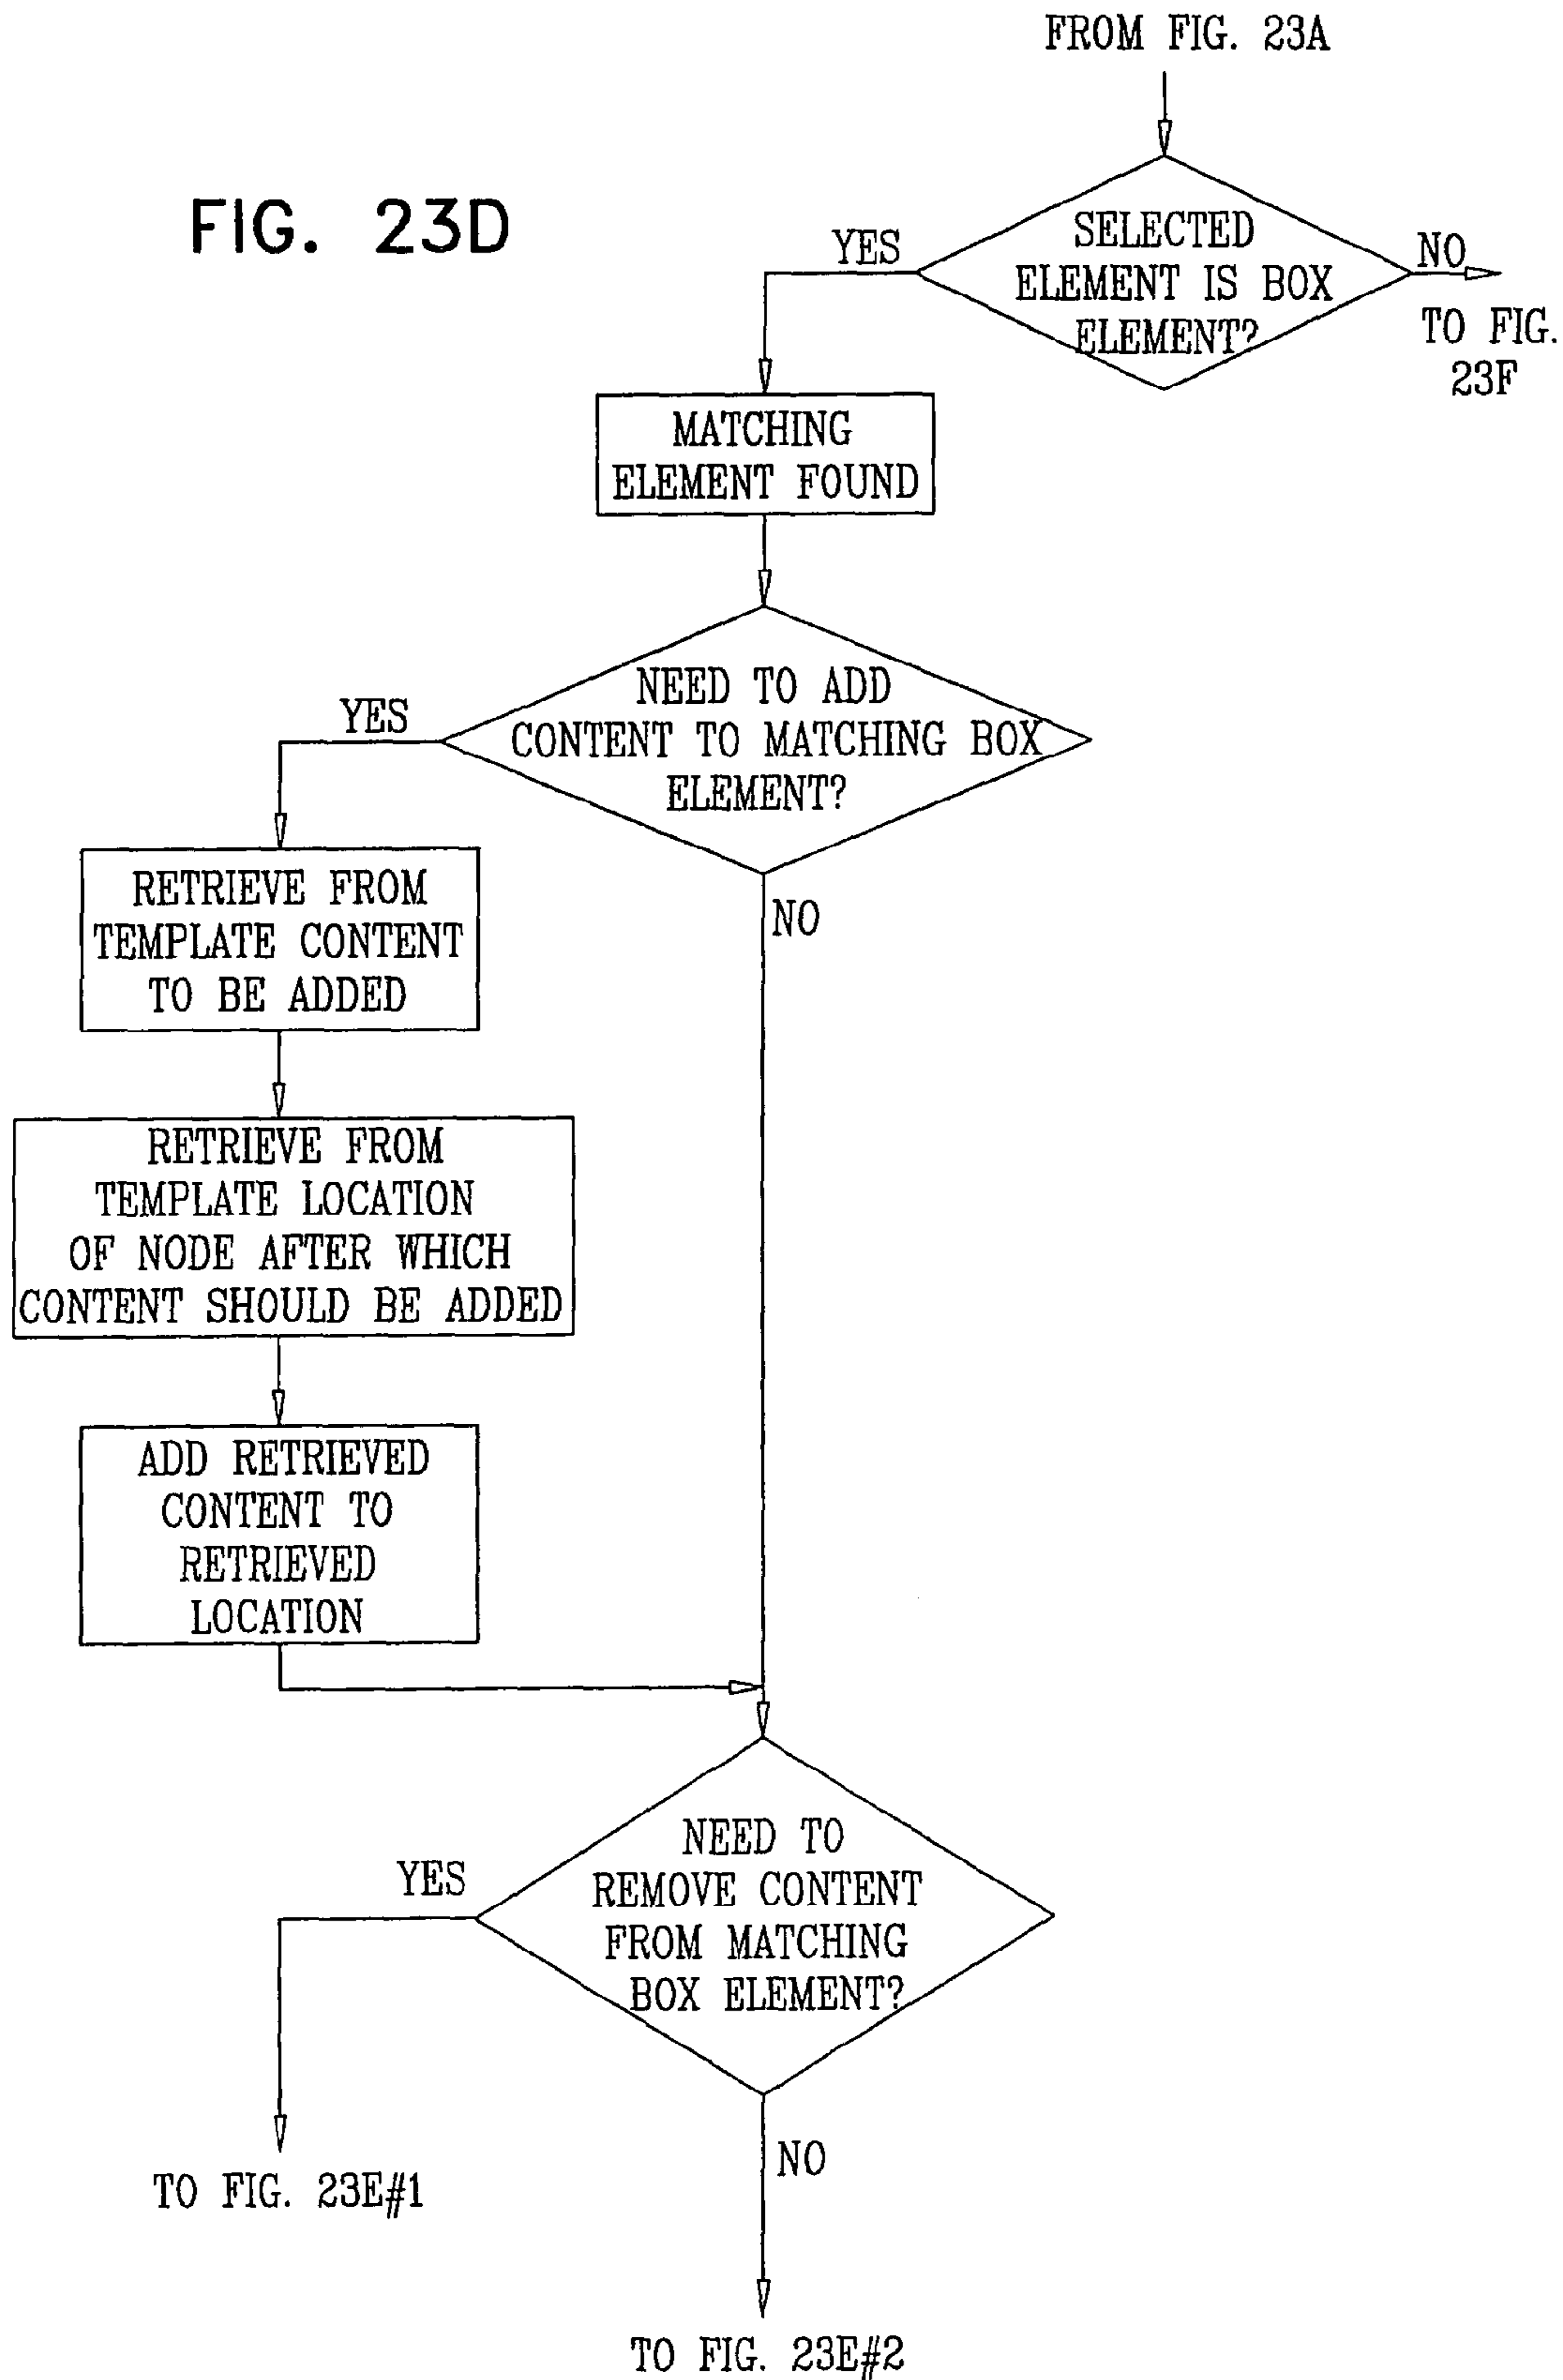 FROM FIG. 23A
FIG. 23D
SELECTED
ELEMENT IS BOX
ELEMENT?
YES
NO
TO FIG.
23F
MATCHING
ELEMENT FOUND
NEED TO ADD
CONTENT TO MATCHING BOX
ELEMENT?
YES
NO
RETRIEVE FROM
TEMPLATE CONTENT
TO BE ADDED
RETRIEVE FROM
TEMPLATE LOCATION
OF NODE AFTER WHICH
CONTENT SHOULD BE ADDED
ADD RETRIEVED
CONTENT TO
RETRIEVED
LOCATION
NEED TO
REMOVE CONTENT
FROM MATCHING
BOX ELEMENT?
YES
NO
TO FIG. 23E#1
TO FIG. 23E#2